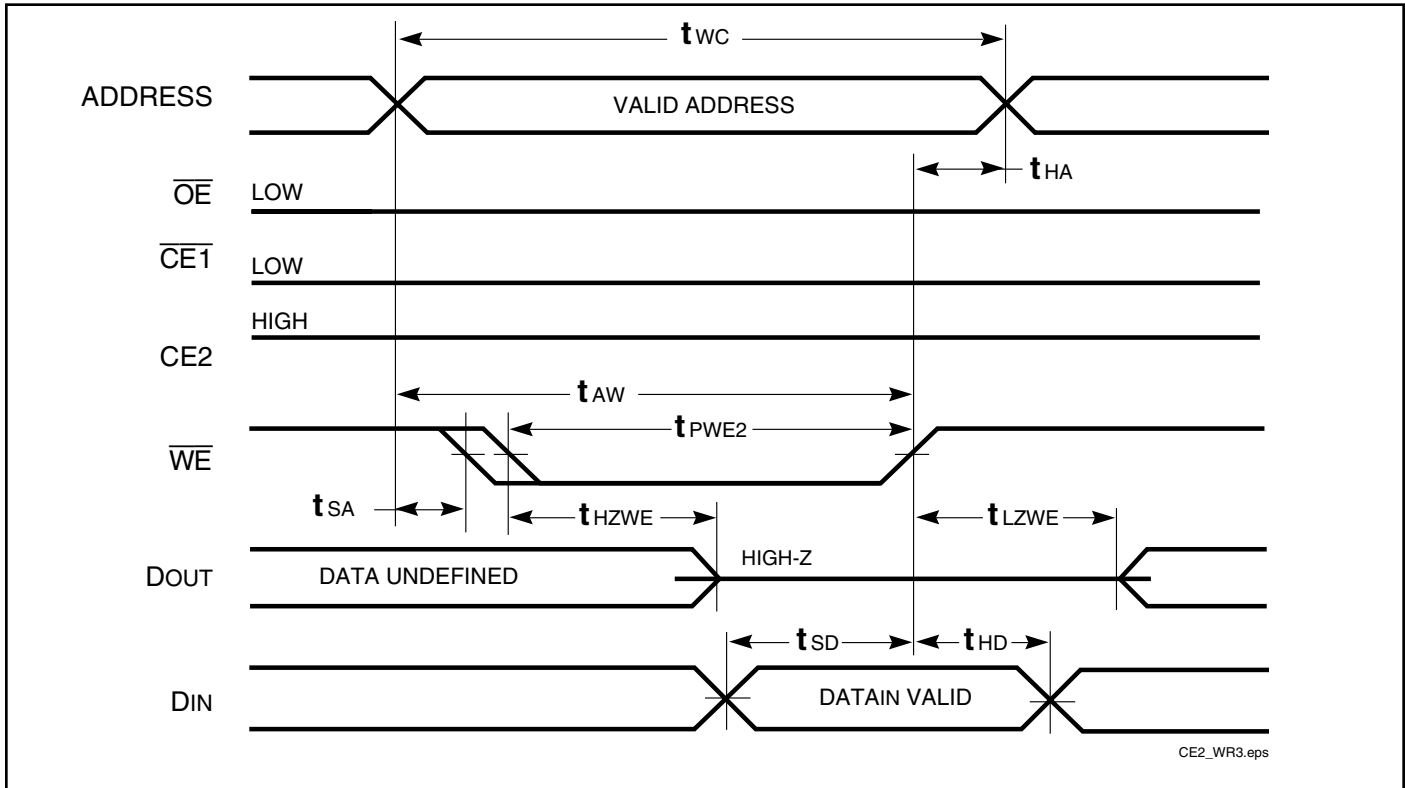 tWC
ADDRESS
VALID ADDRESS
tHA
OE LOW
CE1 LOW
HIGH
CE2
tAW
tPWE2
WE
tSA
tHZWE
tLZWE
DOUT
DATA UNDEFINED
HIGH-Z
tSD
tHD
DIN
DATAIN VALID
CE2_WR3.eps